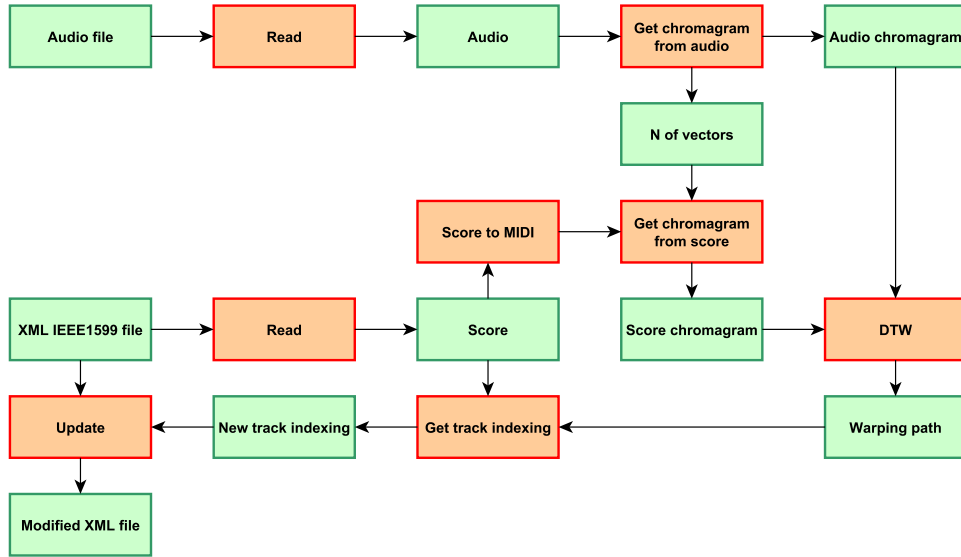 Audio file
Read
Audio
Get chromagram
from audio
Audio chromagram
N of vectors
Score to MIDI
Get chromagram
from score
XML IEEE1599 file
Read
Score
Score chromagram
DTW
Update
New track indexing
Get track indexing
Warping path
Modified XML file